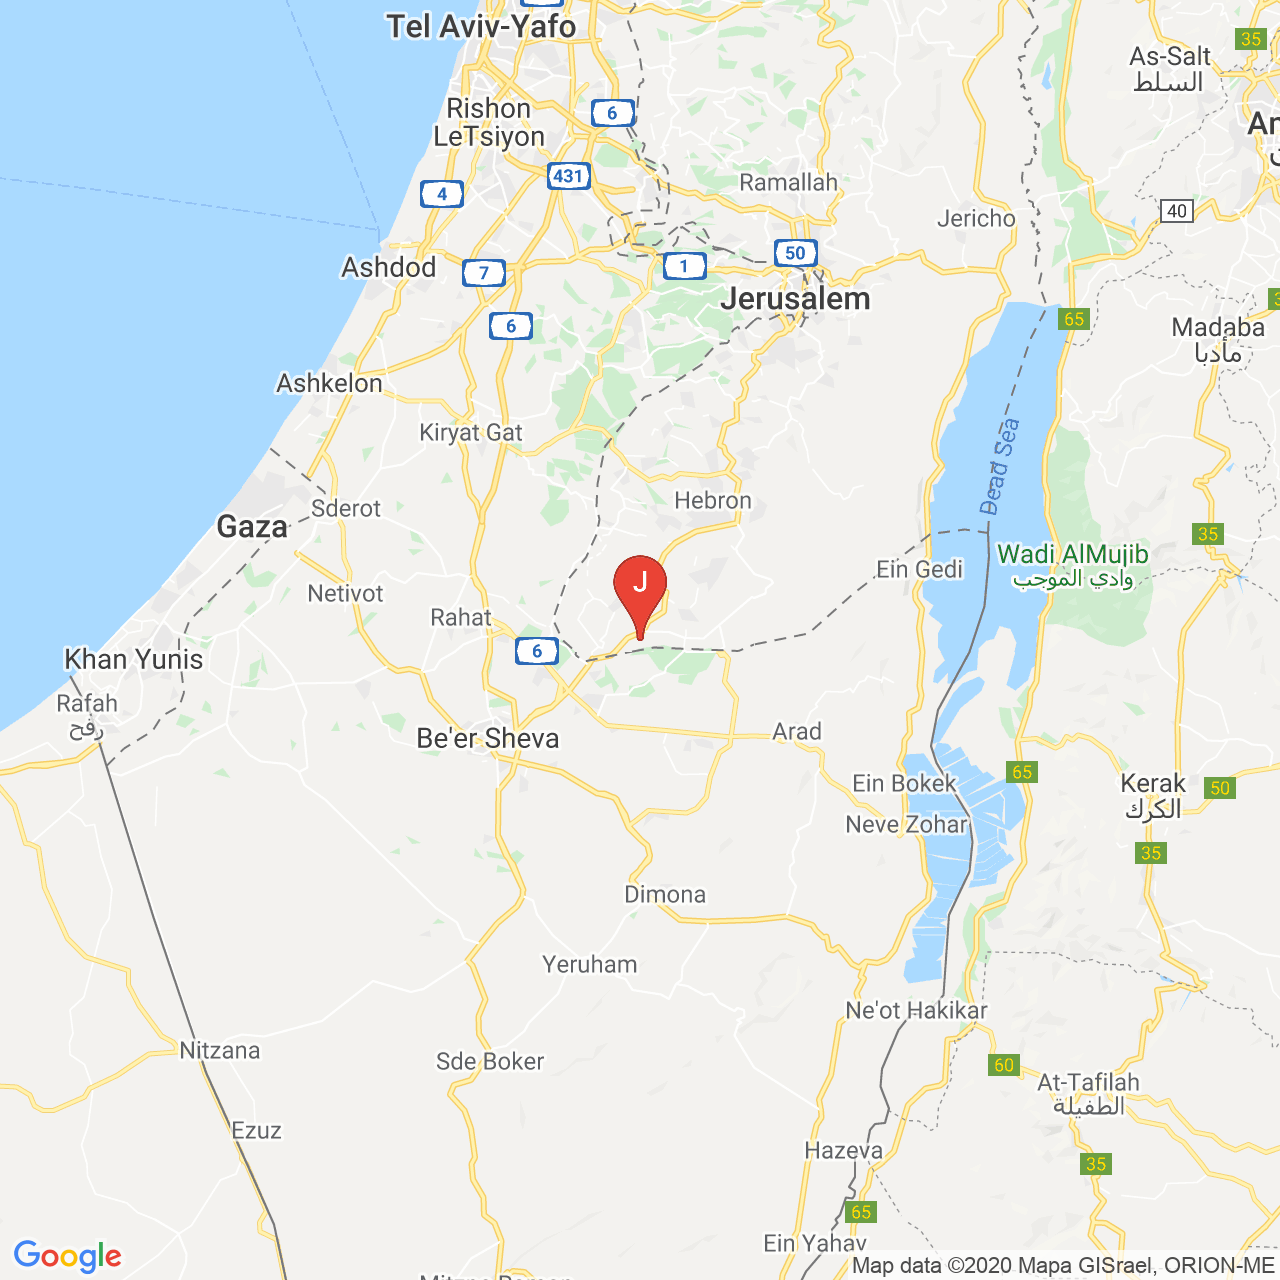 Tel Aviv-Yafo
As-Salt
السلط
35
Rishon
LeTsiyon
6
431
4
Ramallah
Jericho
40
Ashdod
7
1
50
Jerusalem
6
65
Madaba
مأدبا
Ashkelon
Kiryat Gat
Dead Sea
Hebron
Sderot
Gaza
35
Wadi AlMujib
وادي الموجب
Ein Gedi
J
Netivot
Rahat
6
Khan Yunis
Rafah
رفح
Be'er Sheva
Arad
65
Ein Bokek
Kerak
الكرك
50
Neve Zohar
35
Dimona
Yeruham
Ne'ot Hakikar
Nitzana
Sde Boker
60
At-Tafilah
الطفيلة
Ezuz
Hazeva
35
65
Ein Yahav
Google
Map data ©2020 Mapa GISrael, ORION-ME